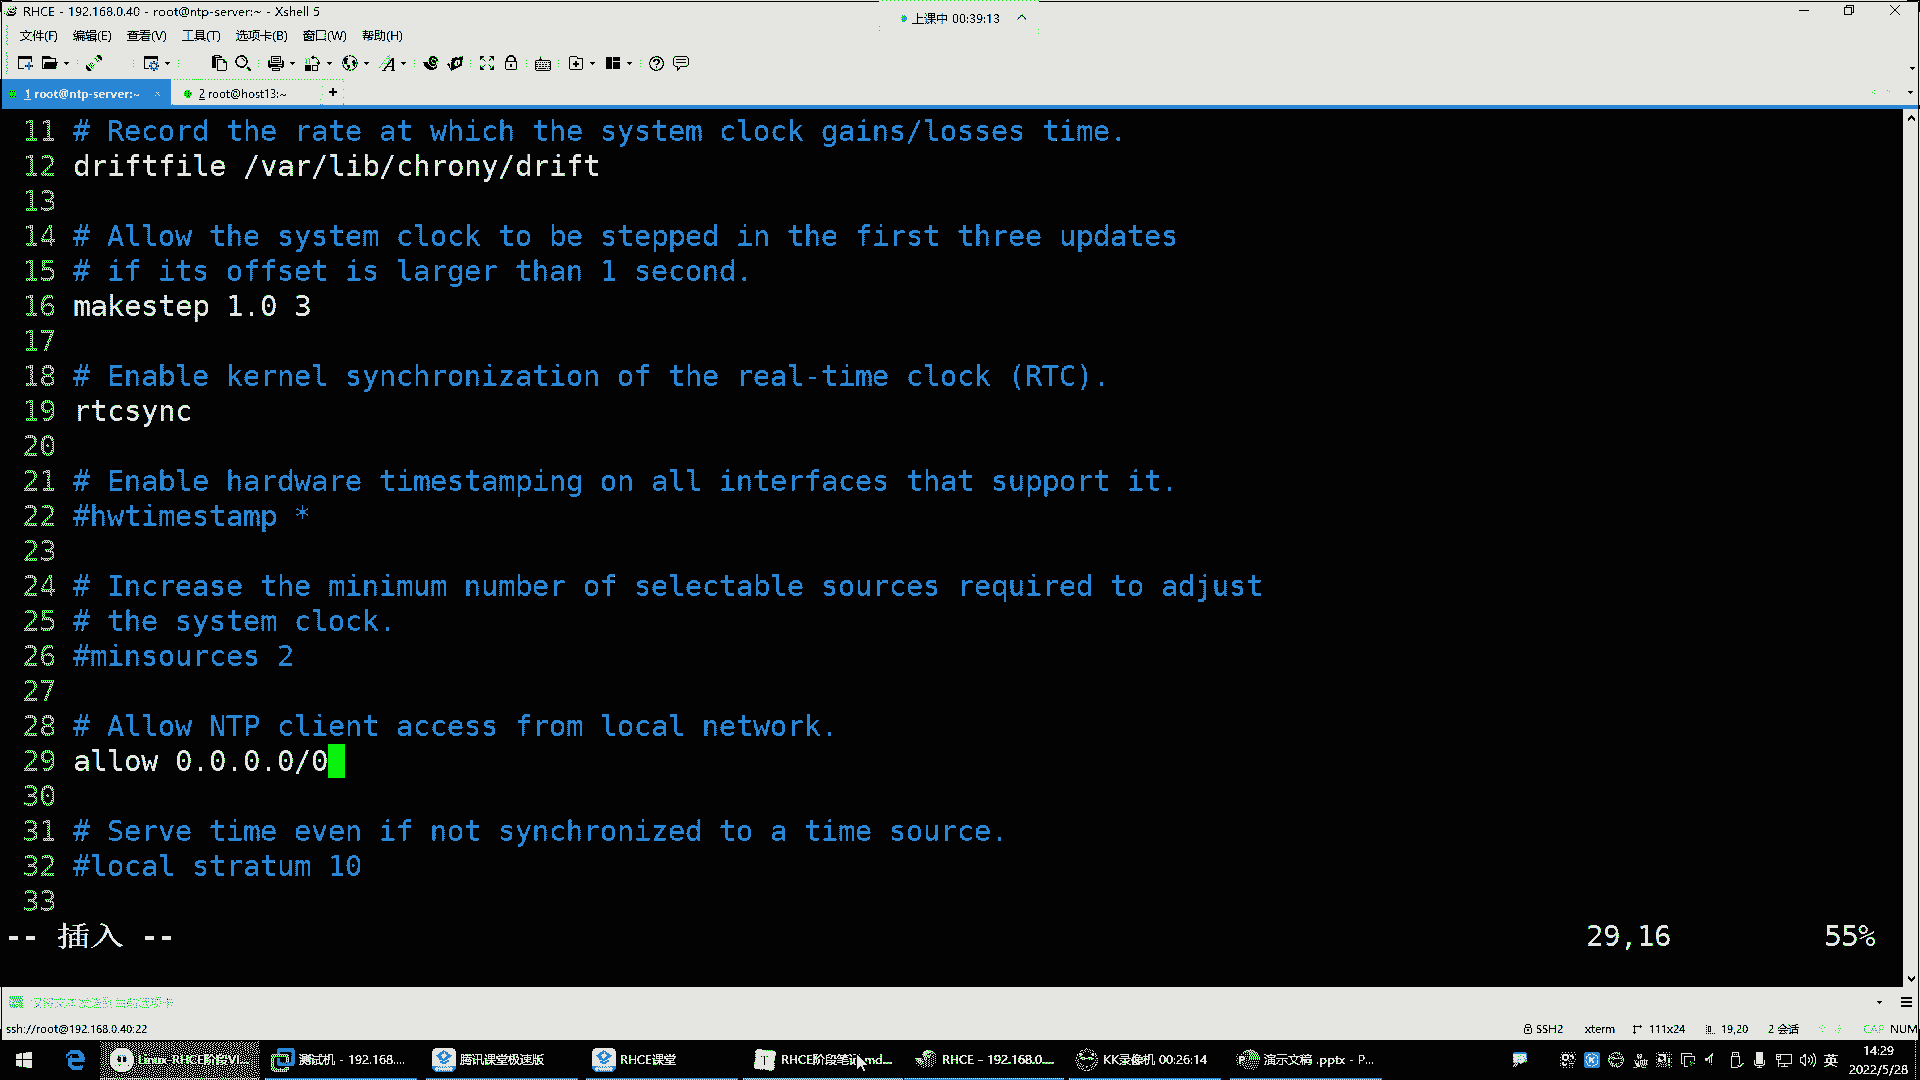 RHCE - 192.168.0.40 - root@ntp-server:~ - Xshell 5
上课中 00:39:13
文件(F) 编辑(E) 查看(V) 工具(T) 选项卡(B) 窗口(W) 帮助(H)
1 root@ntp-server:~ × 2 root@host13:~ +
11 # Record the rate at which the system clock gains/losses time.
12 driftfile /var/lib/chrony/drift
13
14 # Allow the system clock to be stepped in the first three updates
15 # if its offset is larger than 1 second.
16 makestep 1.0 3
17
18 # Enable kernel synchronization of the real-time clock (RTC).
19 rtcsync
20
21 # Enable hardware timestamping on all interfaces that support it.
22 #hwtimestamp *
23
24 # Increase the minimum number of selectable sources required to adjust
25 # the system clock.
26 #minsources 2
27
28 # Allow NTP client access from local network.
29 allow 0.0.0.0/0
30
31 # Serve time even if not synchronized to a time source.
32 #local stratum 10
33
-- 插入 -- 29,16 55%
ssh://root@192.168.0.40:22 SSH2 xterm 111x24 19,20 2 会话 CAP NUM
Linux-RHCE阶段VI... 测试机 - 192.168.... 腾讯课堂极速版 RHCE课堂 RHCE阶段笔记.md... RHCE - 192.168.0.... KK录像机 00:26:14 演示文稿 .pptx - P... 英 14:29
2022/5/28